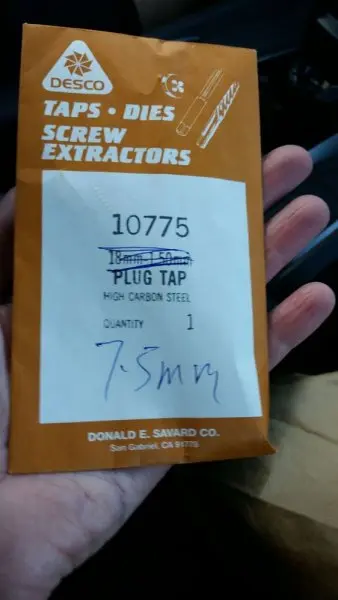 DESCO
TAPS • DIES
SCREW
EXTRACTORS
10775
18mm-1.50mm
PLUG TAP
HIGH CARBON STEEL
QUANTITY 1
7.5mm
DONALD E. SAVARD CO.
San Gabriel, CA 91775